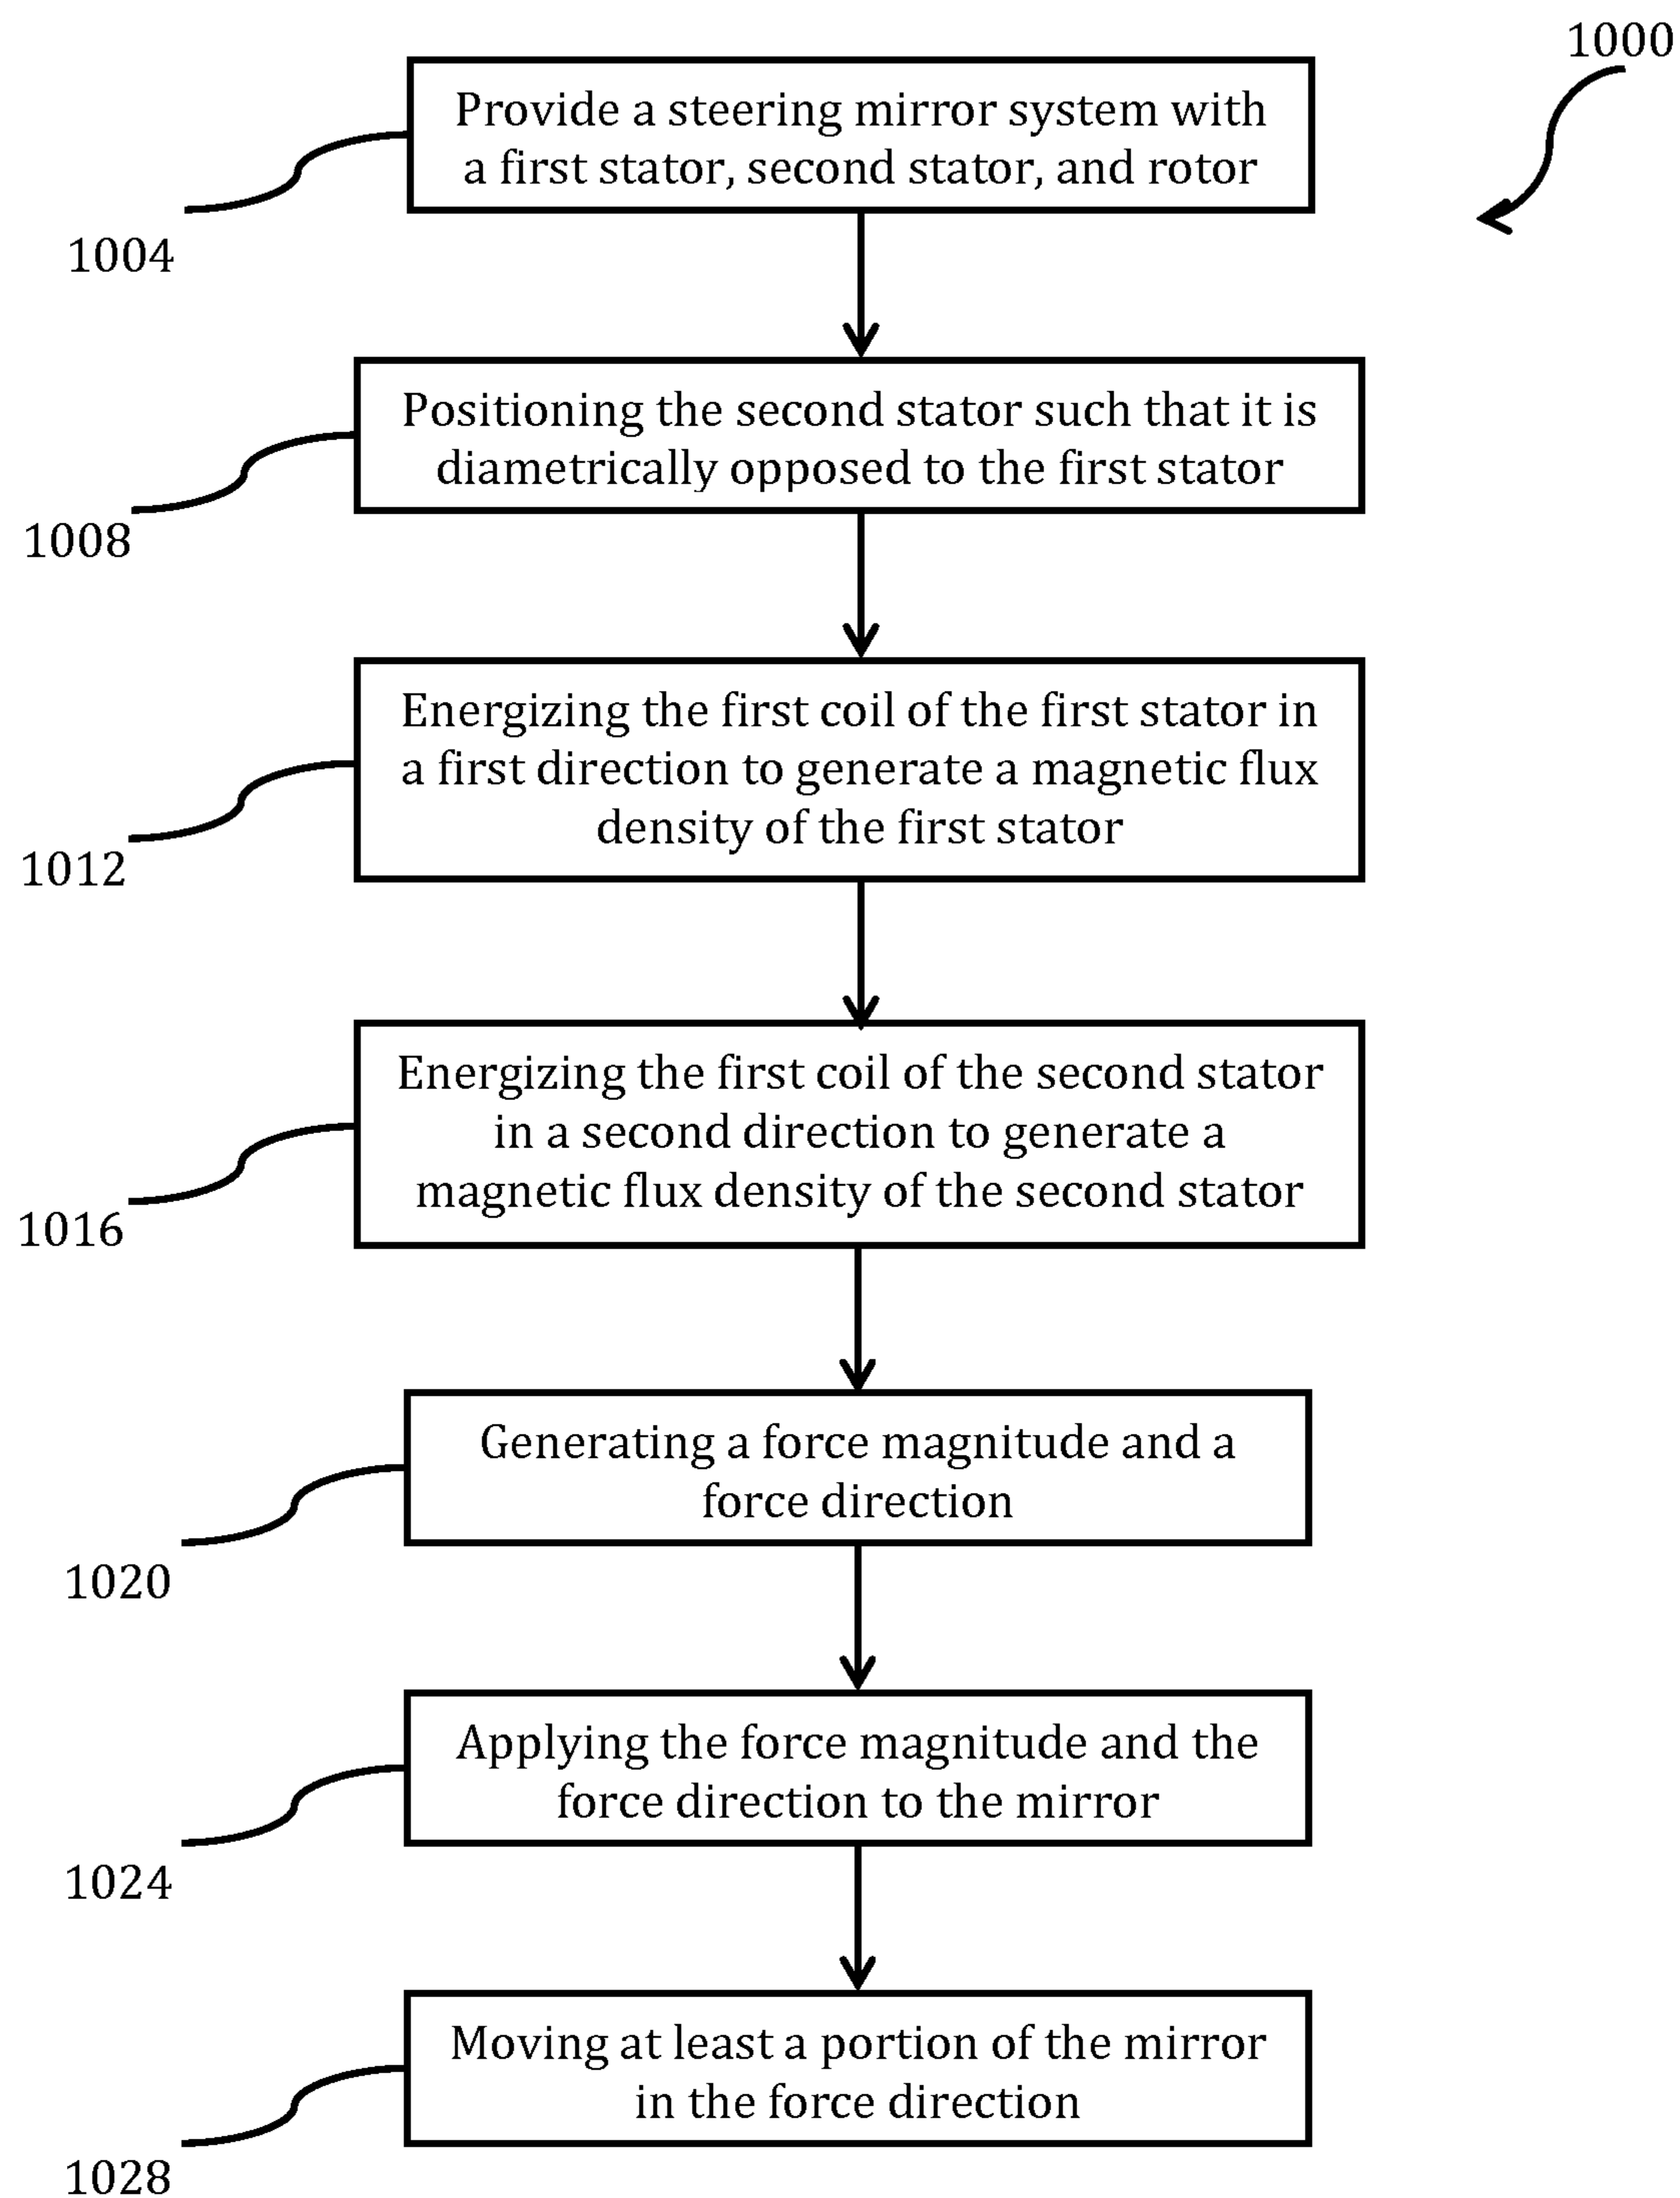 1000
Provide a steering mirror system with
a first stator, second stator, and rotor
1004
Positioning the second stator such that it is
diametrically opposed to the first stator
1008
Energizing the first coil of the first stator in
a first direction to generate a magnetic flux
density of the first stator
1012
Energizing the first coil of the second stator
in a second direction to generate a
magnetic flux density of the second stator
1016
Generating a force magnitude and a
force direction
1020
Applying the force magnitude and the
force direction to the mirror
1024
Moving at least a portion of the mirror
in the force direction
1028